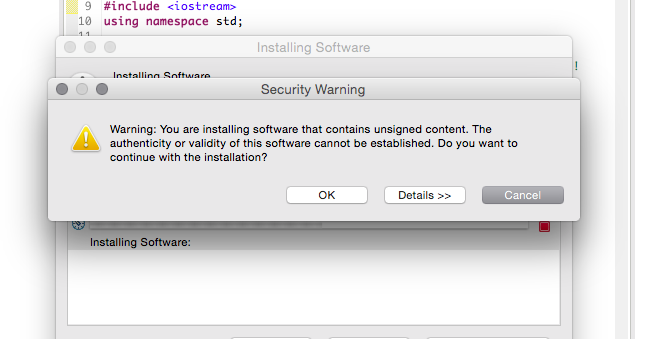 9 #include <iostream>
10 using namespace std;
11
Installing Software
!
Installing Software
Security Warning
Warning: You are installing software that contains unsigned content. The
authenticity or validity of this software cannot be established. Do you want to
continue with the installation?
OK Details >> Cancel
Installing Software: